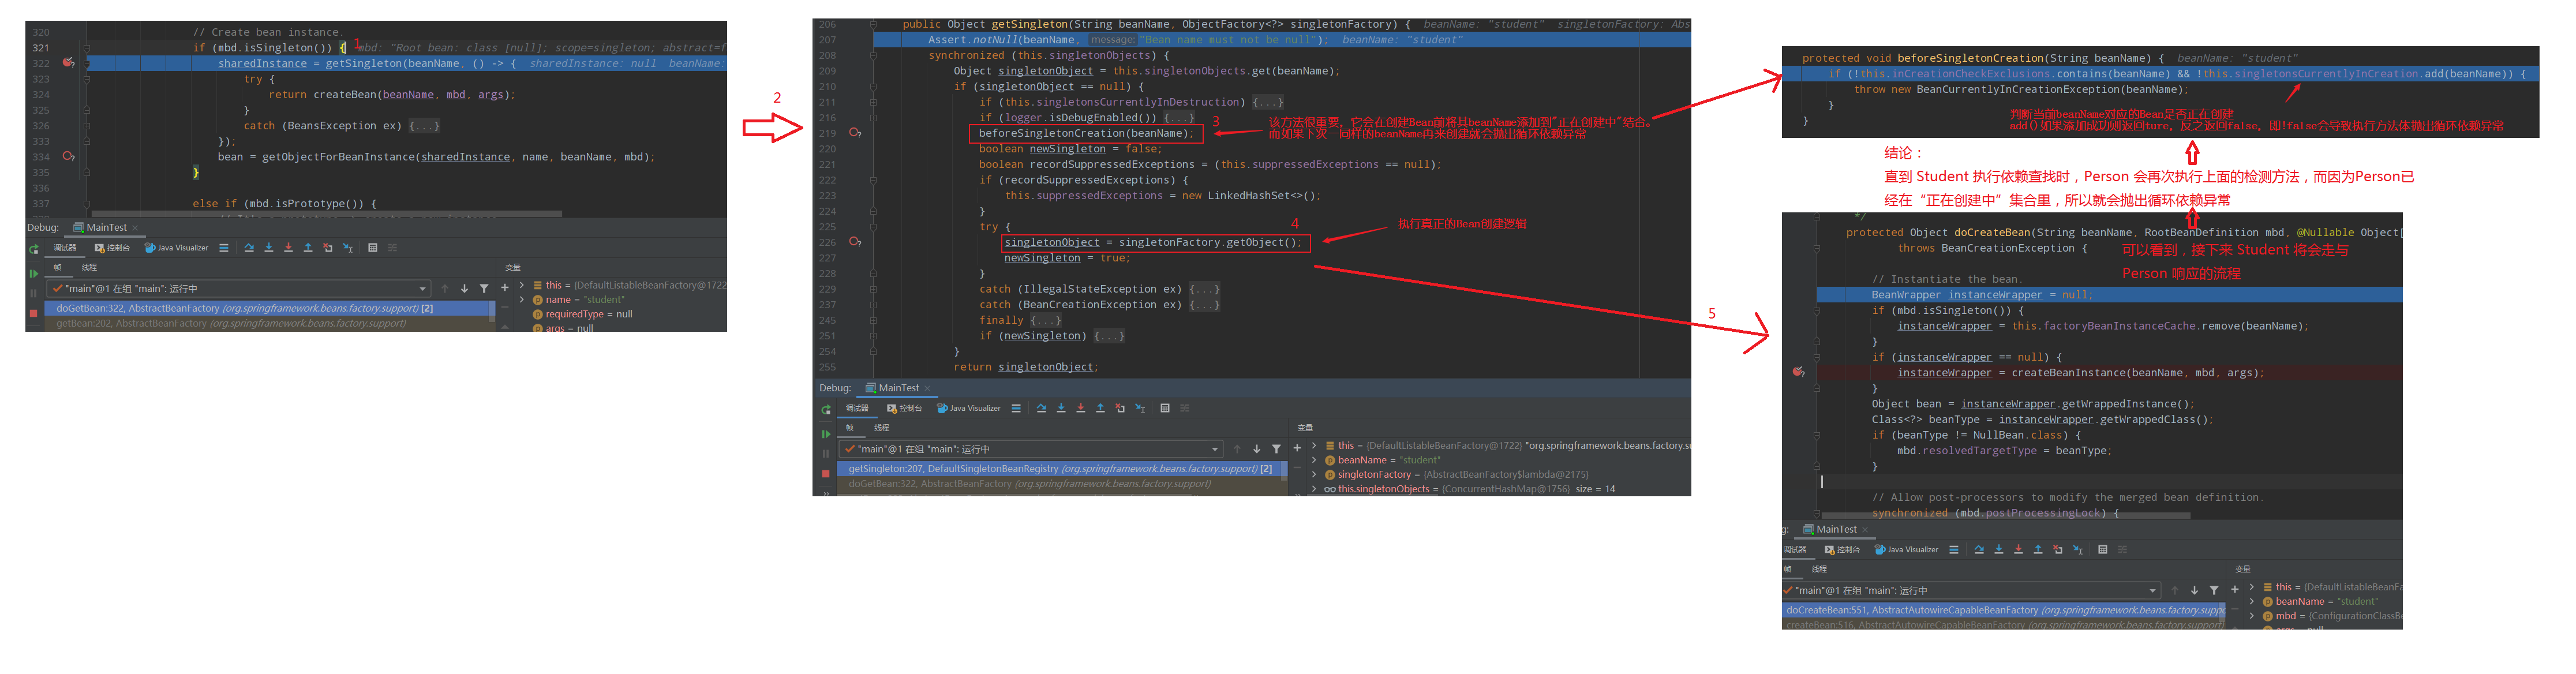 320 // Create bean instance.
321 if (mbd.isSingleton()) { mbd: "Root bean: class [null]; scope=singleton; abstract=f
1
322 sharedInstance = getSingleton(beanName, () -> { sharedInstance: null beanName:
323 try {
324 return createBean(beanName, mbd, args);
325 }
326 catch (BeansException ex) {...}
333 });
334 bean = getObjectForBeanInstance(sharedInstance, name, beanName, mbd);
335 }
336
337 else if (mbd.isPrototype()) {
Debug: MainTest ×
调试器 控制台 Java Visualizer
帧 线程 变量
"main"@1 在组 "main": 运行中
doGetBean:322, AbstractBeanFactory (org.springframework.beans.factory.support) [2]
getBean:202, AbstractBeanFactory (org.springframework.beans.factory.support)
this = {DefaultListableBeanFactory@1722
name = "student"
requiredType = null
args = null
2
206 public Object getSingleton(String beanName, ObjectFactory<?> singletonFactory) { beanName: "student" singletonFactory: Abs
207 Assert.notNull(beanName, message: "Bean name must not be null"); beanName: "student"
208 synchronized (this.singletonObjects) {
209 Object singletonObject = this.singletonObjects.get(beanName);
210 if (singletonObject == null) {
211 if (this.singletonsCurrentlyInDestruction) {...}
216 if (logger.isDebugEnabled()) {...}
219 beforeSingletonCreation(beanName);
3
该方法很重要，它会在创建Bean前将其beanName添加到"正在创建中"结合。
而如果下次一同样的beanName再来创建就会抛出循环依赖异常
220 boolean newSingleton = false;
221 boolean recordSuppressedExceptions = (this.suppressedExceptions == null);
222 if (recordSuppressedExceptions) {
223 this.suppressedExceptions = new LinkedHashSet<>();
224 }
225 try {
4
执行真正的Bean创建逻辑
226 singletonObject = singletonFactory.getObject();
227 newSingleton = true;
228 }
229 catch (IllegalStateException ex) {...}
237 catch (BeanCreationException ex) {...}
245 finally {...}
251 if (newSingleton) {...}
254 }
255 return singletonObject;
Debug: MainTest ×
调试器 控制台 Java Visualizer
帧 线程 变量
"main"@1 在组 "main": 运行中
getSingleton:207, DefaultSingletonBeanRegistry (org.springframework.beans.factory.support) [2]
doGetBean:322, AbstractBeanFactory (org.springframework.beans.factory.support)
this = {DefaultListableBeanFactory@1722} "org.springframework.beans.factory.su
beanName = "student"
singletonFactory = {AbstractBeanFactory$lambda@2175}
this.singletonObjects = {ConcurrentHashMap@1756} size = 14
5
protected void beforeSingletonCreation(String beanName) { beanName: "student"
if (!this.inCreationCheckExclusions.contains(beanName) && !this.singletonsCurrentlyInCreation.add(beanName)) {
throw new BeanCurrentlyInCreationException(beanName);
}
}
判断当前beanName对应的Bean是否正在创建
add()如果添加成功则返回ture，反之返回false，即!false会导致执行方法体抛出循环依赖异常
结论：
直到 Student 执行依赖查找时，Person 会再次执行上面的检测方法，而因为Person已
经在“正在创建中”集合里，所以就会抛出循环依赖异常
*/
protected Object doCreateBean(String beanName, RootBeanDefinition mbd, @Nullable Object[
throws BeanCreationException {
可以看到，接下来 Student 将会走与
Person 响应的流程
// Instantiate the bean.
BeanWrapper instanceWrapper = null;
if (mbd.isSingleton()) {
instanceWrapper = this.factoryBeanInstanceCache.remove(beanName);
}
if (instanceWrapper == null) {
instanceWrapper = createBeanInstance(beanName, mbd, args);
}
Object bean = instanceWrapper.getWrappedInstance();
Class<?> beanType = instanceWrapper.getWrappedClass();
if (beanType != NullBean.class) {
mbd.resolvedTargetType = beanType;
}
// Allow post-processors to modify the merged bean definition.
synchronized (mbd.postProcessingLock) {
g: MainTest ×
调试器 控制台 Java Visualizer
帧 线程 变量
"main"@1 在组 "main": 运行中
doCreateBean:551, AbstractAutowireCapableBeanFactory (org.springframework.beans.factory.suppo
createBean:516, AbstractAutowireCapableBeanFactory (org.springframework.beans.factory.support)
this = {DefaultListableBeanFa
beanName = "student"
mbd = {ConfigurationClassBe